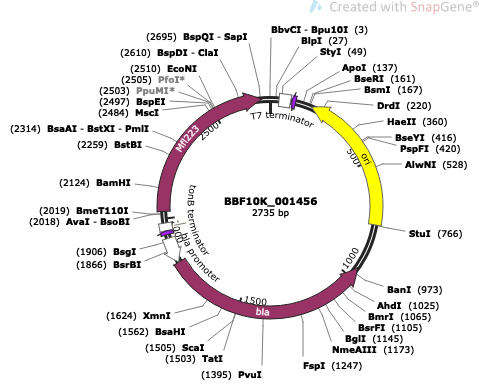 Created with SnapGene®
(2695) BspQI - SapI
(2610) BspDI - ClaI
(2510) EcoNI
(2505) PfoI*
(2503) PpuMI*
(2497) BspEI
(2484) MscI
(2314) BsaAI - BstXI - PmlI
(2259) BstBI
(2124) BamHI
(2019) BmeT110I
(2018) AvaI - BsoBI
(1906) BsgI
(1866) BsrBI
(1624) XmnI
(1562) BsaHI
(1505) ScaI
(1503) TatI
(1395) PvuI
BbvCI - Bpu10I (3)
BlpI (27)
StyI (49)
ApoI (137)
BseRI (161)
BsmI (167)
DrdI (220)
HaeII (360)
BseYI (416)
PspFI (420)
AlwNI (528)
StuI (766)
BanI (973)
AhdI (1025)
BmrI (1065)
BsrFI (1105)
BglI (1145)
NmeAIII (1173)
FspI (1247)
T7 terminator
ori
500
1000
1500
bla
bla promoter
tonB terminator
Mfl223
2500
BBF10K_001456
2735 bp